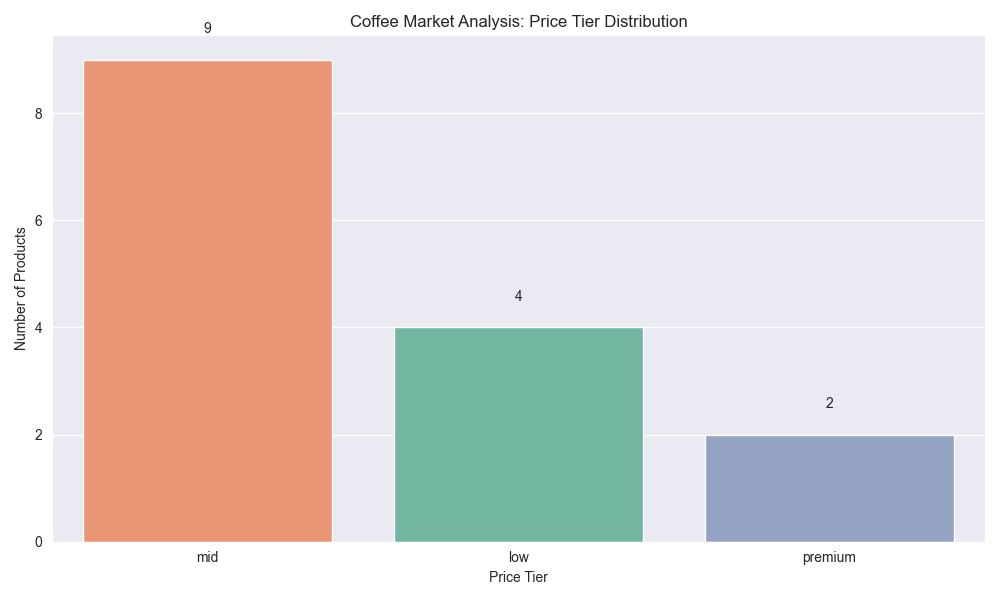 Coffee Market Analysis: Price Tier Distribution
9
8
6
4
2
0
4
2
Number of Products
mid
low
premium
Price Tier